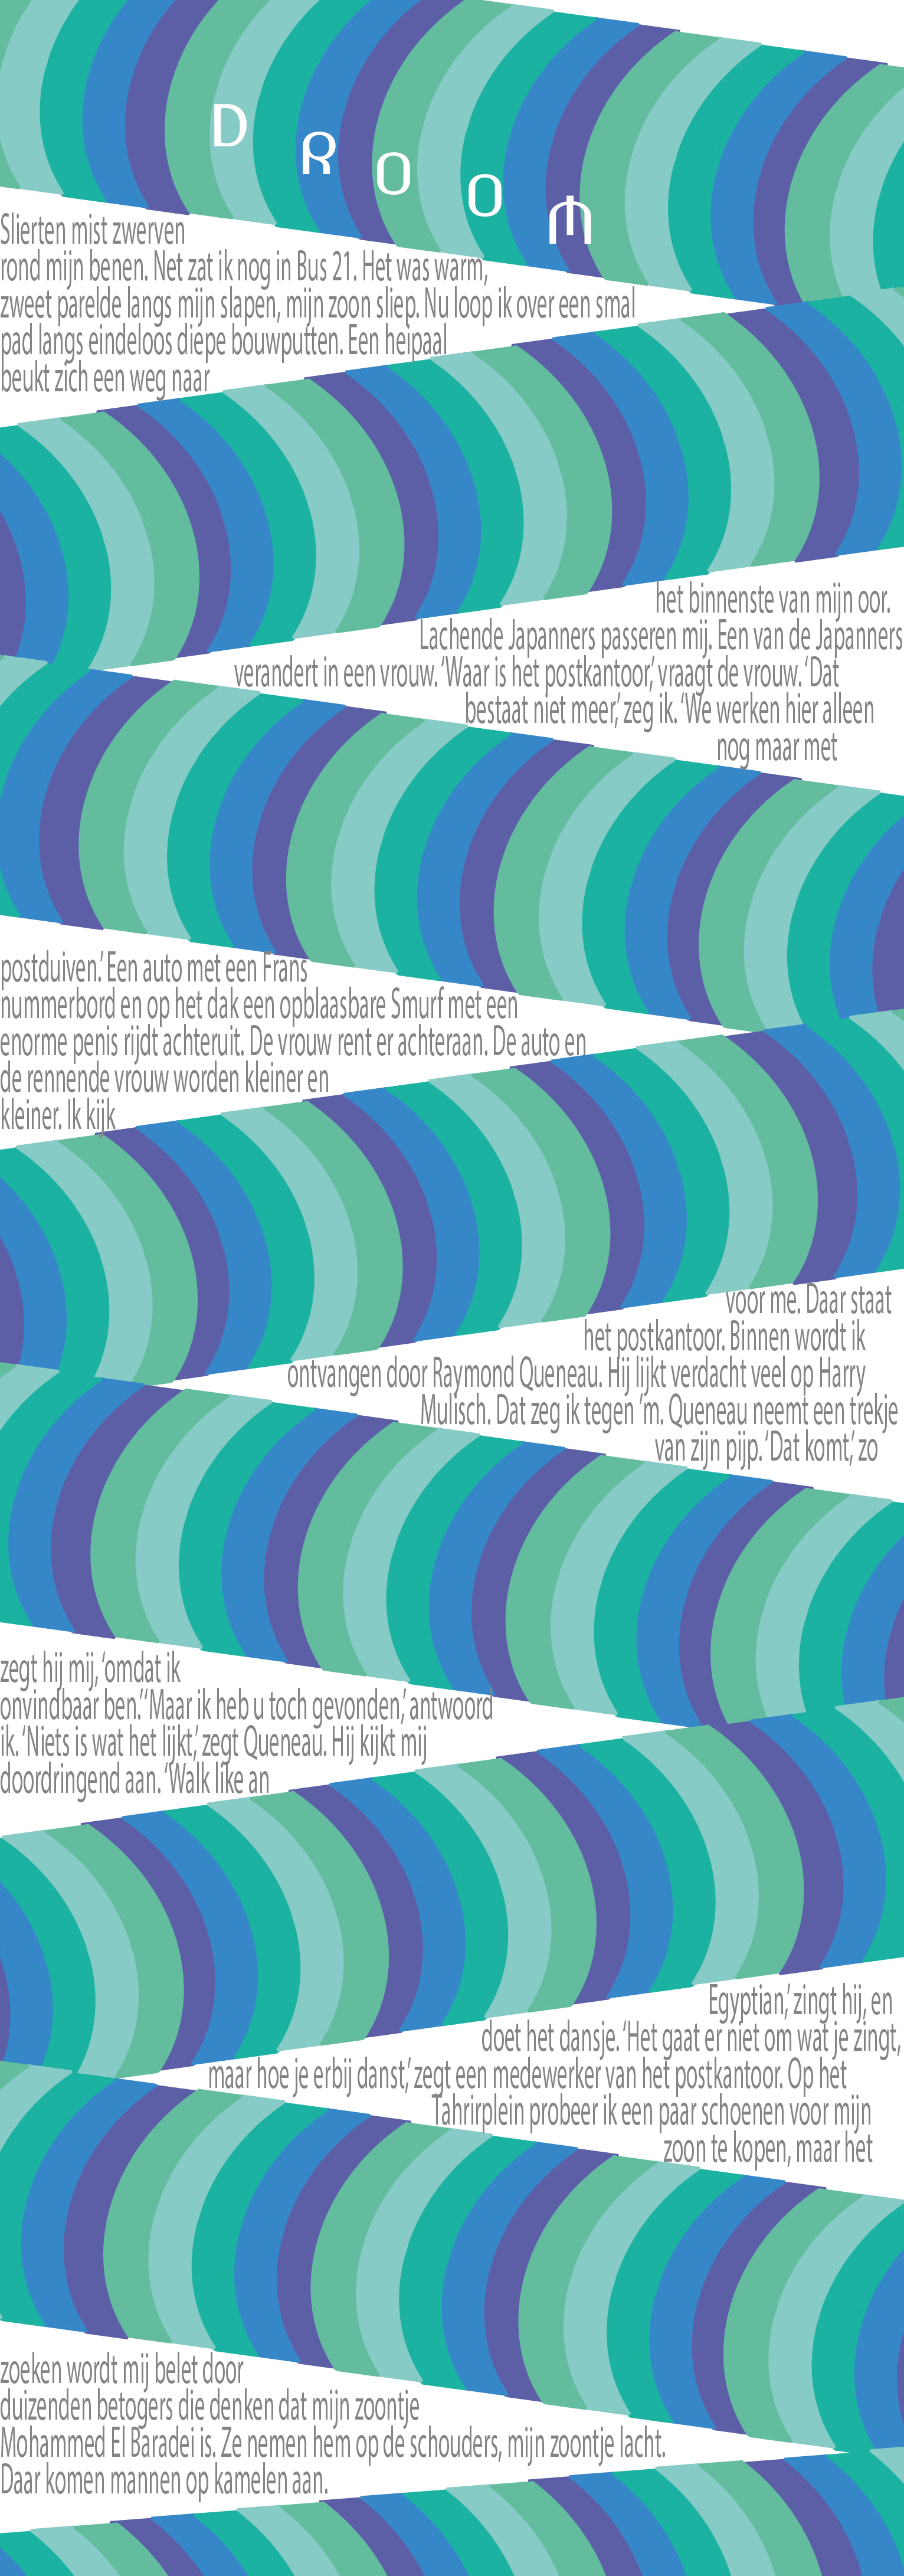 DROOM
Slierten mist zwerven
rond mijn benen. Net zat ik nog in Bus 21. Het was warm,
zweet parelde langs mijn slapen, mijn zoon sliep. Nu loop ik over een smal
pad langs eindeloos diepe bouwputten. Een heipaal
beukt zich een weg naar
het binnenste van mijn oor.
Lachende Japanners passeren mij. Een van de Japanners
verandert in een vrouw. ‘Waar is het postkantoor,’ vraagt de vrouw. ‘Dat
bestaat niet meer,’ zeg ik. ‘We werken hier alleen
nog maar met
postduiven.’ Een auto met een Frans
nummerbord en op het dak een opblaasbare Smurf met een
enorme penis rijdt achteruit. De vrouw rent er achteraan. De auto en
de rennende vrouw worden kleiner en
kleiner. Ik kijk
voor me. Daar staat
het postkantoor. Binnen wordt ik
ontvangen door Raymond Queneau. Hij lijkt verdacht veel op Harry
Mulisch. Dat zeg ik tegen ’m. Queneau neemt een trekje
van zijn pijp. ‘Dat komt,’ zo
zegt hij mij, ‘omdat ik
onvindbaar ben.’ ‘Maar ik heb u toch gevonden,’ antwoord
ik. ‘Niets is wat het lijkt,’ zegt Queneau. Hij kijkt mij
doordringend aan. ‘Walk like an
Egyptian,’ zingt hij, en
doet het dansje. ‘Het gaat er niet om wat je zingt,
maar hoe je erbij danst,’ zegt een medewerker van het postkantoor. Op het
Tahrirplein probeer ik een paar schoenen voor mijn
zoon te kopen, maar het
zoeken wordt mij belet door
duizenden betogers die denken dat mijn zoontje
Mohammed El Baradei is. Ze nemen hem op de schouders, mijn zoontje lacht.
Daar komen mannen op kamelen aan.